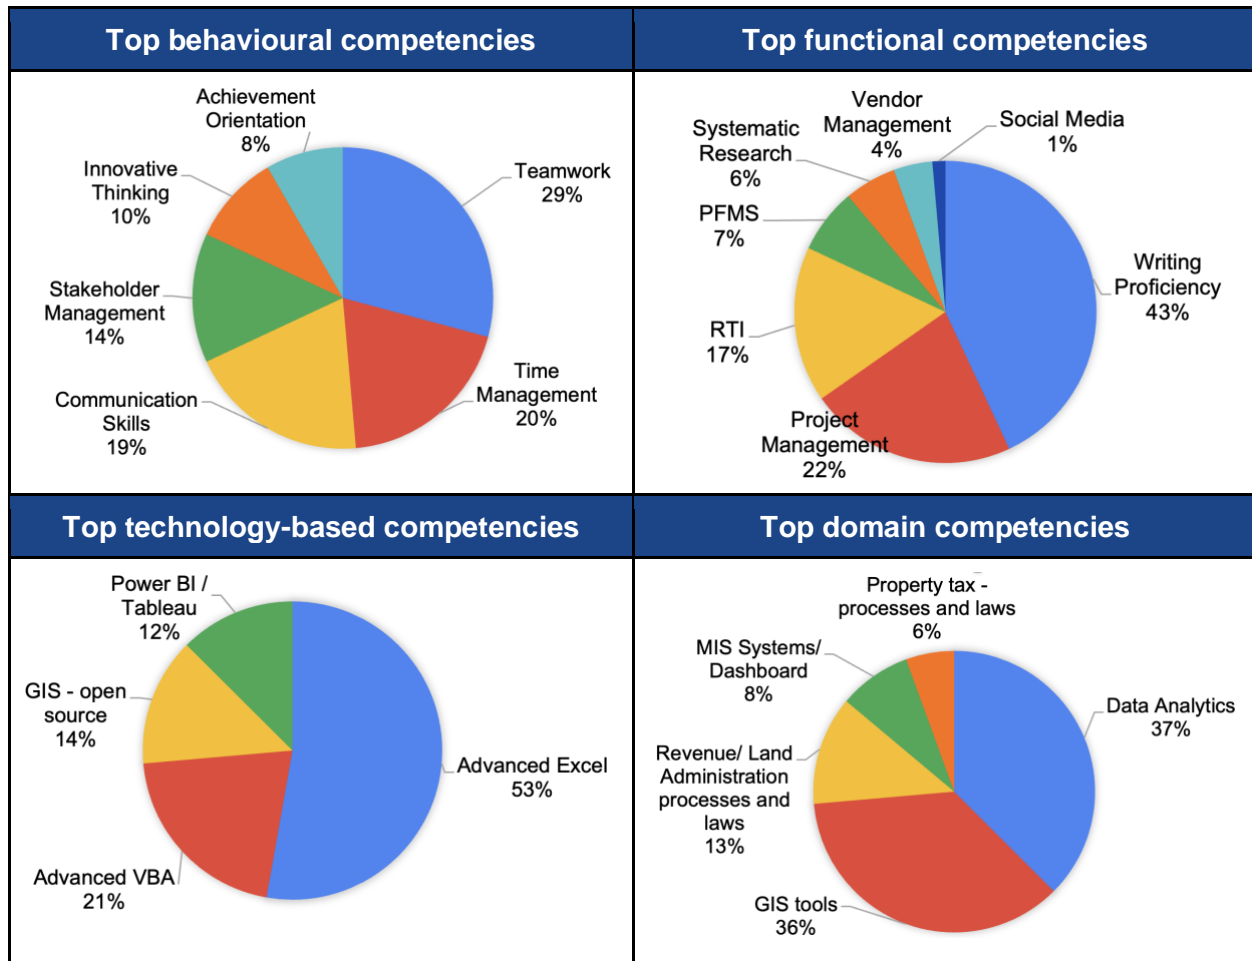 Top behavioural competencies
Top functional competencies
Achievement
Orientation
8%
Innovative
Thinking
10%
Stakeholder
Management
14%
Communication
Skills
19%
Teamwork
29%
Time
Management
20%
Vendor
Management
4%
Social Media
1%
Systematic
Research
6%
PFMS
7%
RTI
17%
Project
Management
22%
Writing
Proficiency
43%
Top technology-based competencies
Top domain competencies
Power BI /
Tableau
12%
GIS - open
source
14%
Advanced VBA
21%
Advanced Excel
53%
Property tax -
processes and laws
6%
MIS Systems/
Dashboard
8%
Revenue/ Land
Administration
processes and
laws
13%
GIS tools
36%
Data Analytics
37%